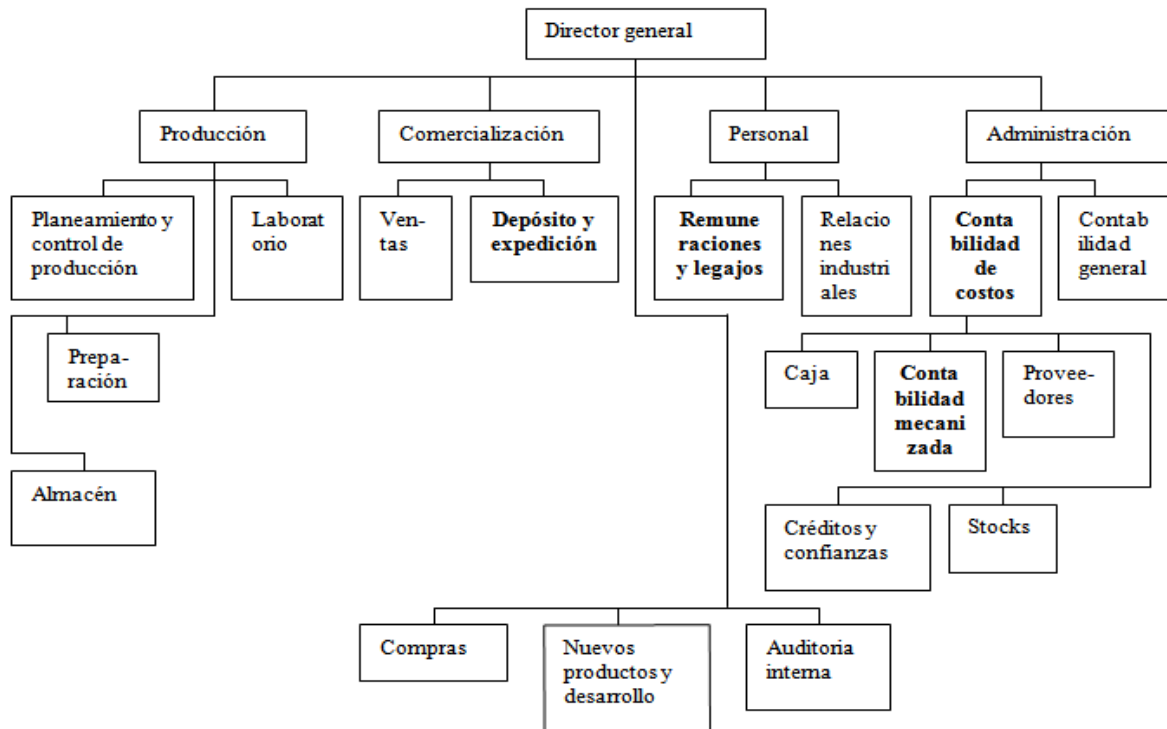 Director general
Producción
Comercialización
Personal
Administración
Planeamiento y
control de
producción
Laborat
orio
Ven-
tas
Depósito y
expedición
Remune
raciones
y legajos
Relacio
nes
industri
ales
Conta
bilidad
de
costos
Contab
ilidad
general
Prepa-
ración
Caja
Conta
bilidad
mecani
zada
Provee-
dores
Almacén
Créditos y
confianzas
Stocks
Compras
Nuevos
productos y
desarrollo
Auditoria
interna